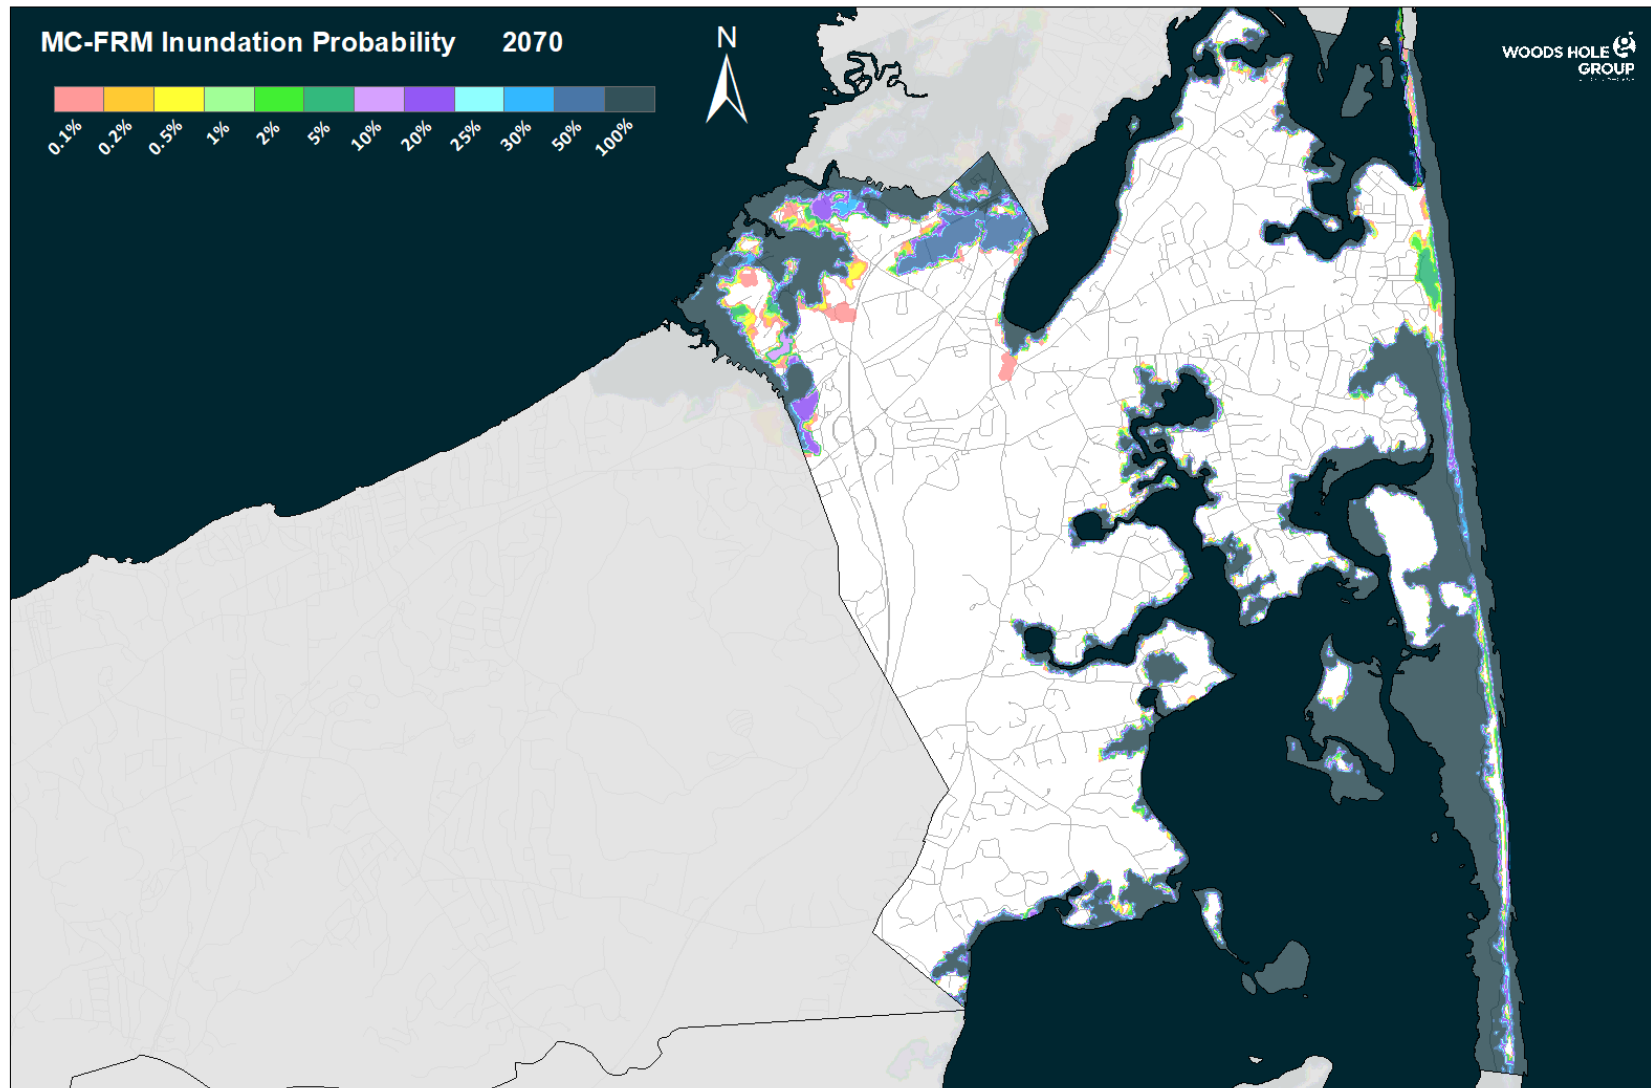 MC-FRM Inundation Probability 2070
N
WOODS HOLE
GROUP
0.1% 0.2% 0.5% 1% 2% 5% 10% 20% 25% 30% 50% 100%